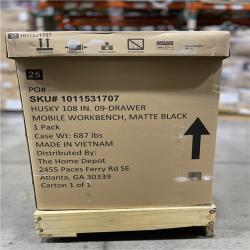 25
PO#
SKU# 1011531707
HUSKY 108 IN. 09-DRAWER
MOBILE WORKBENCH, MATTE BLACK
1 Pack
Case Wt: 687 lbs
MADE IN VIETNAM
Distributed By:
The Home Depot
2455 Paces Ferry Rd SE
Atlanta, GA 30339
Carton 1 of 1